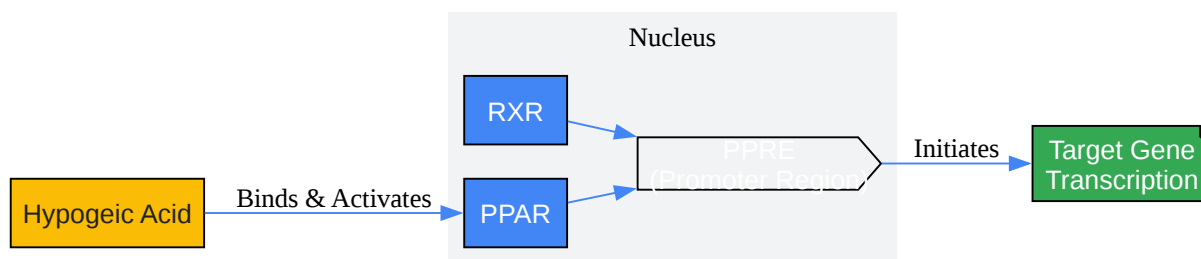 Nucleus
RXR
PPRE
(Promoter Region)
Initiates
Target Gene
Transcription
Hypogeic Acid
Binds & Activates
PPAR